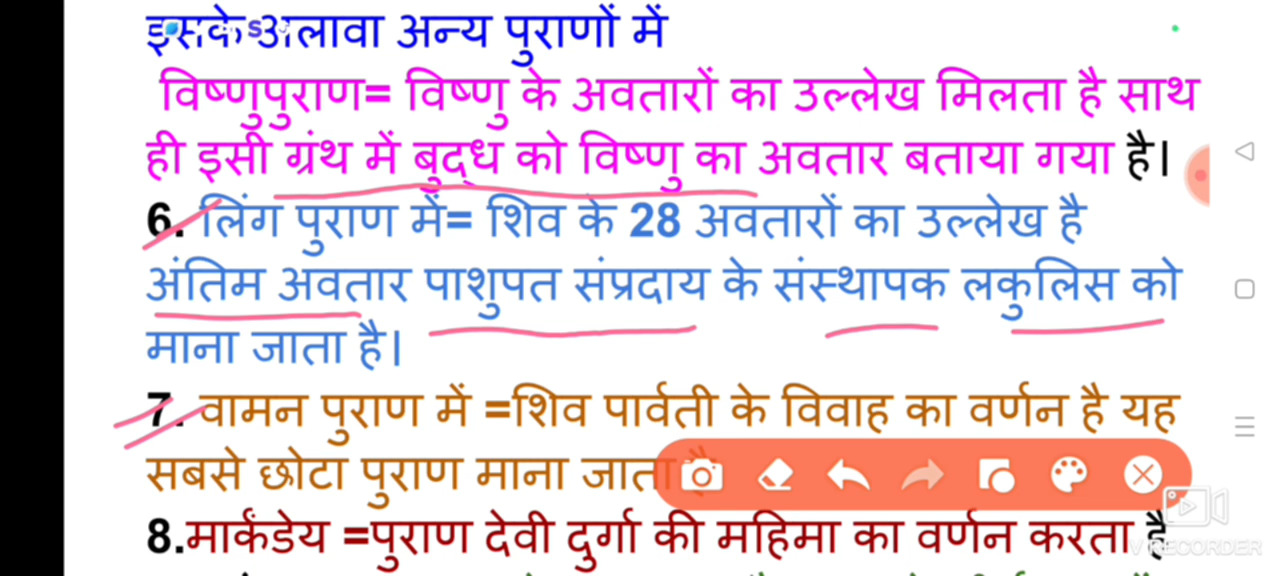 इसके अलावा अन्य पुराणों में
विष्णुपुराण= विष्णु के अवतारों का उल्लेख मिलता है साथ
ही इसी ग्रंथ में बुद्ध को विष्णु का अवतार बताया गया है।
6. लिंग पुराण में= शिव के 28 अवतारों का उल्लेख है
अंतिम अवतार पाशुपत संप्रदाय के संस्थापक लकुलिस को
माना जाता है।
7. वामन पुराण में =शिव पार्वती के विवाह का वर्णन है यह
सबसे छोटा पुराण माना जाता
8.मार्कंडेय =पुराण देवी दुर्गा की महिमा का वर्णन करता है
V RECORDER